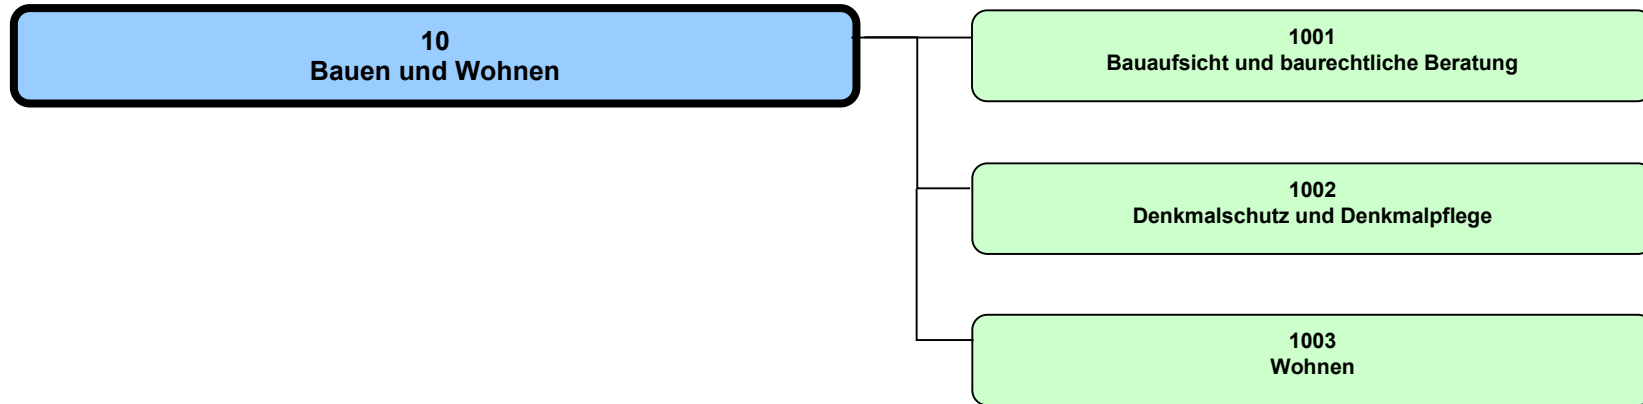 10
Bauen und Wohnen
1001
Bauaufsicht und baurechtliche Beratung
1002
Denkmalschutz und Denkmalpflege
1003
Wohnen